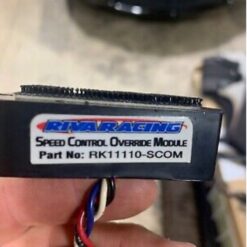 RIVA RACING
SPEED CONTROL OVERRIDE MODULE
Part No: RK11110-SCOM